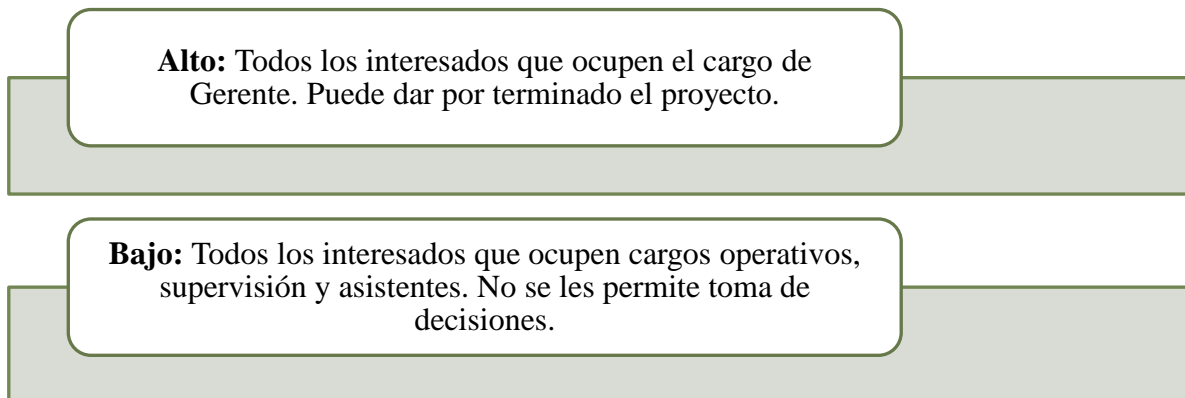 Alto: Todos los interesados que ocupen el cargo de
Gerente. Puede dar por terminado el proyecto.
Bajo: Todos los interesados que ocupen cargos operativos,
supervisión y asistentes. No se les permite toma de
decisiones.